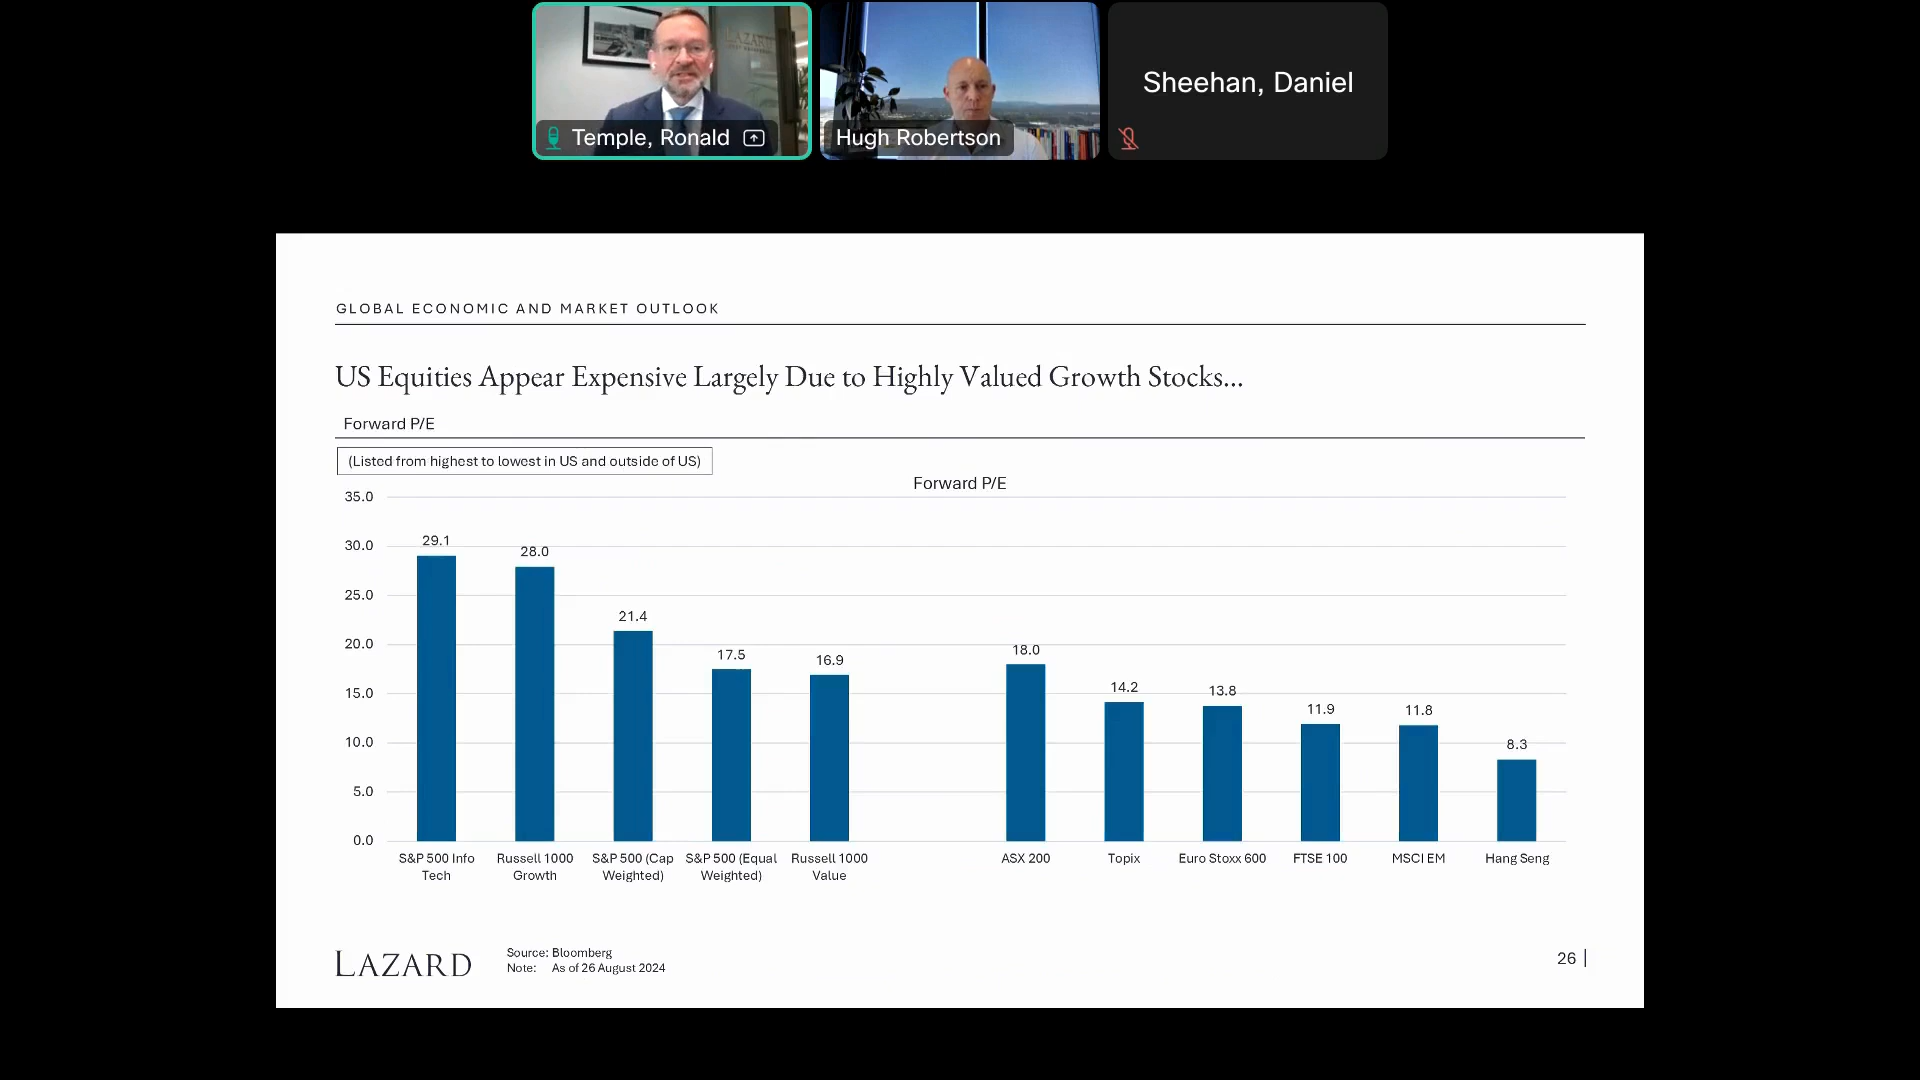 LAZARD
Temple, Ronald
Hugh Robertson
Sheehan, Daniel
GLOBAL ECONOMIC AND MARKET OUTLOOK
US Equities Appear Expensive Largely Due to Highly Valued Growth Stocks...
Forward P/E
(Listed from highest to lowest in US and outside of US)
Forward P/E
35.0
30.0
25.0
20.0
15.0
10.0
5.0
0.0
29.1
28.0
21.4
17.5
16.9
18.0
14.2
13.8
11.9
11.8
8.3
S&P 500 Info
Tech
Russell 1000
Growth
S&P 500 (Cap
Weighted)
S&P 500 (Equal
Weighted)
Russell 1000
Value
ASX 200
Topix
Euro Stoxx 600
FTSE 100
MSCI EM
Hang Seng
LAZARD
Source: Bloomberg
Note: As of 26 August 2024
26 |